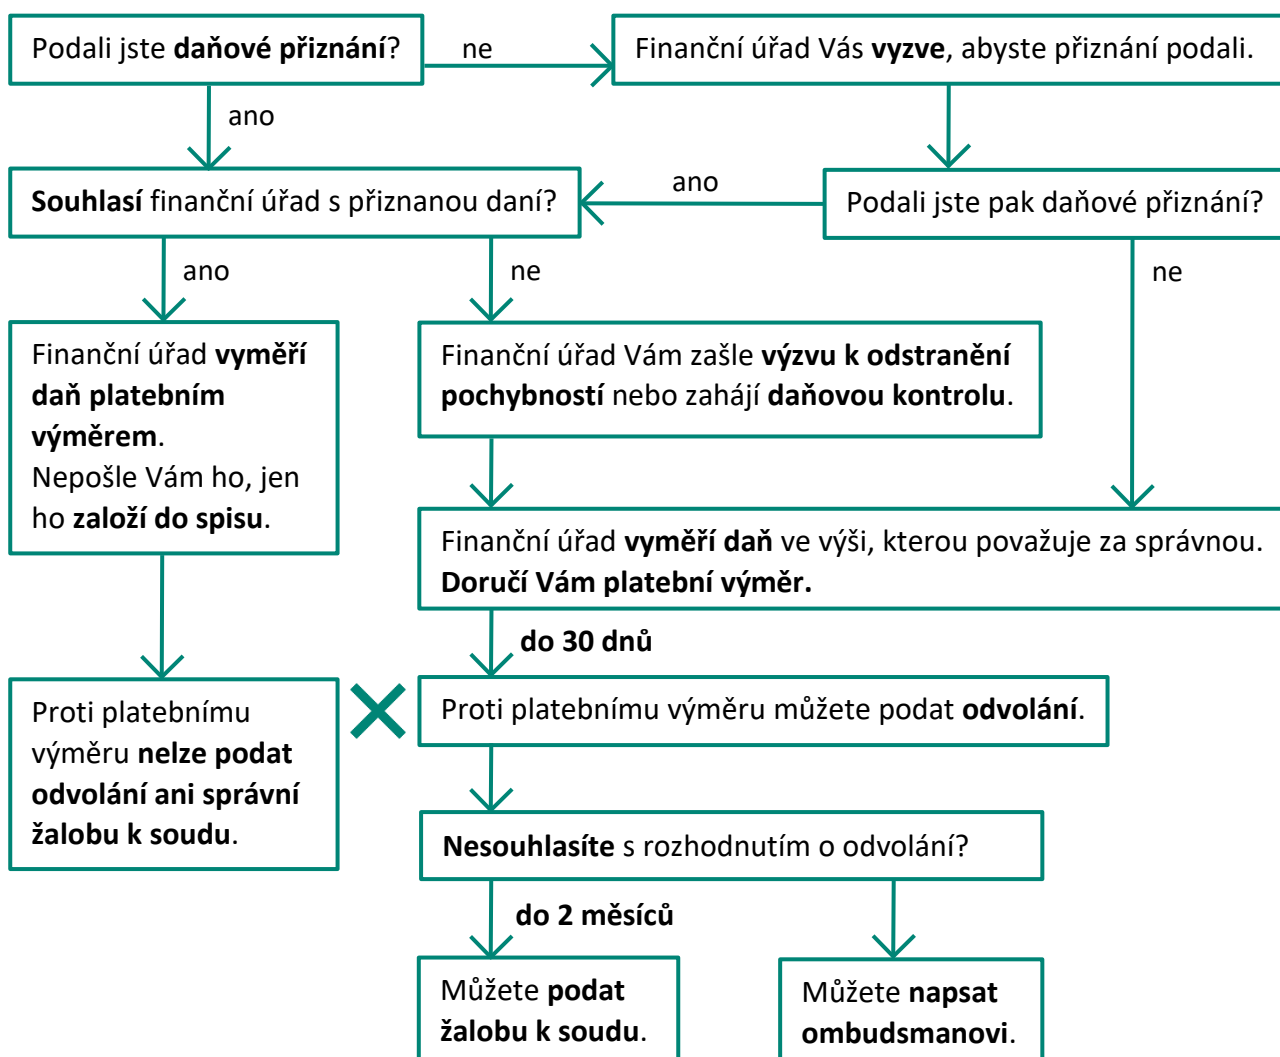 Podali jste daňové přiznání?
ne
Finanční úřad Vás vyzve, abyste přiznání podali.
ano
Souhlasí finanční úřad s přiznanou daní?
ano
Podali jste pak daňové přiznání?
ano
ne
ne
Finanční úřad vyměří
daň platebním
výměrem.
Nepošle Vám ho, jen
ho založí do spisu.
Finanční úřad Vám zašle výzvu k odstranění
pochybností nebo zahájí daňovou kontrolu.
Finanční úřad vyměří daň ve výši, kterou považuje za správnou.
Doručí Vám platební výměr.
do 30 dnů
Proti platebnímu
výměru nelze podat
odvolání ani správní
žalobu k soudu.
Proti platebnímu výměru můžete podat odvolání.
Nesouhlasíte s rozhodnutím o odvolání?
do 2 měsíců
Můžete podat
žalobu k soudu.
Můžete napsat
ombudsmanovi.